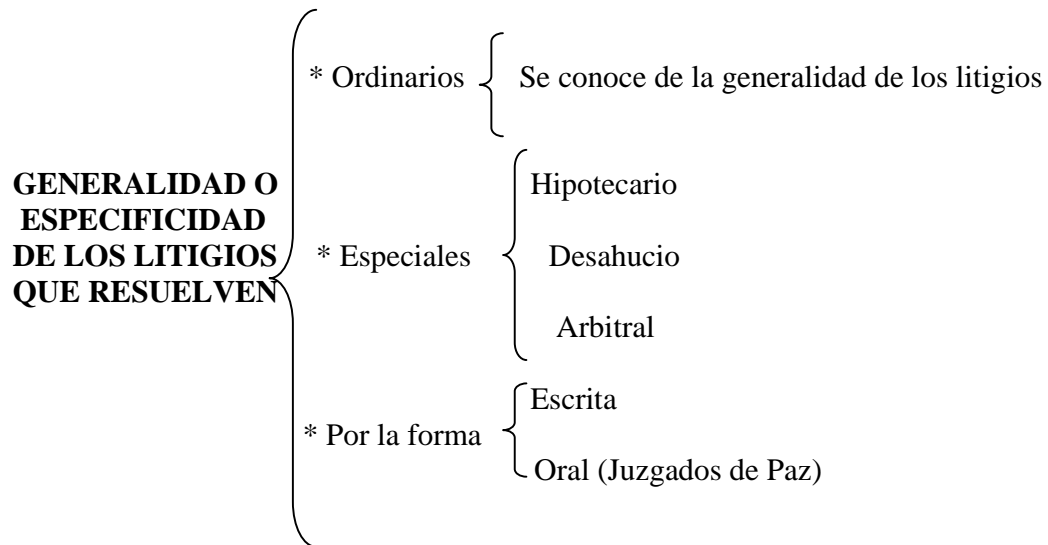 * Ordinarios
Se conoce de la generalidad de los litigios
GENERALIDAD O
ESPECIFICIDAD
DE LOS LITIGIOS
QUE RESUELVEN
* Especiales
Hipotecario
Desahucio
Arbitral
* Por la forma
Escrita
Oral (Juzgados de Paz)